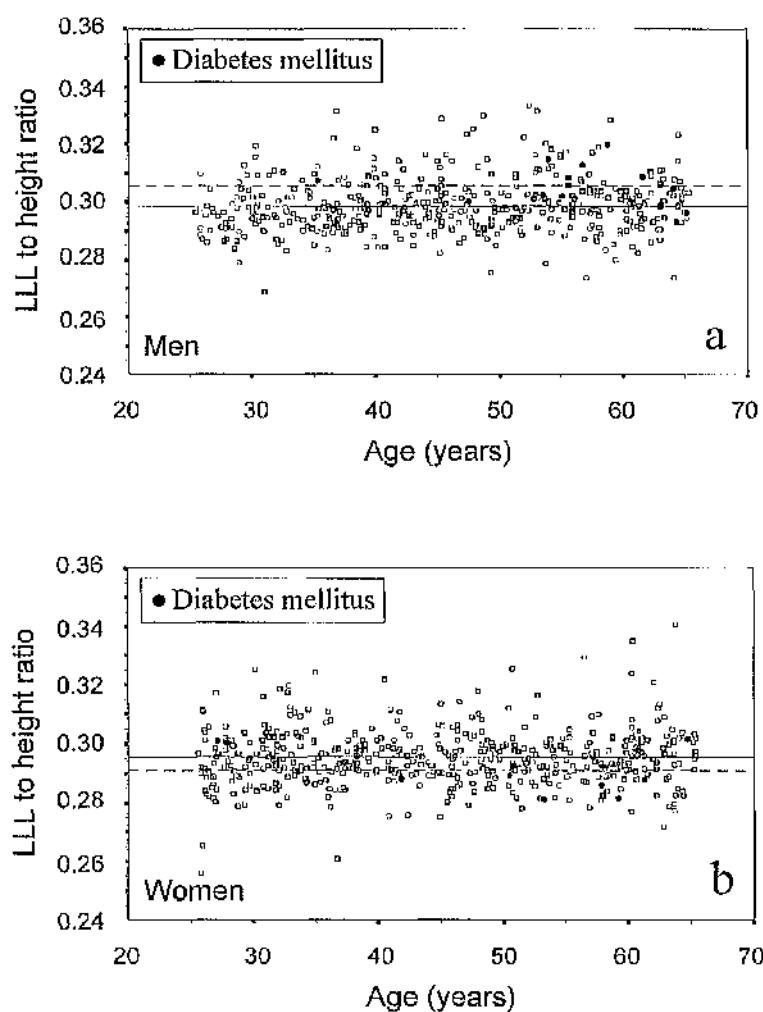 0.36
● Diabetes mellitus
0.34
0.32
0.30
0.28
0.26
0.24
LLL to height ratio
Men
a
20 30 40 50 60 70
Age (years)
0.36
● Diabetes mellitus
0.34
0.32
0.30
0.28
0.26
0.24
LLL to height ratio
Women
b
20 30 40 50 60 70
Age (years)